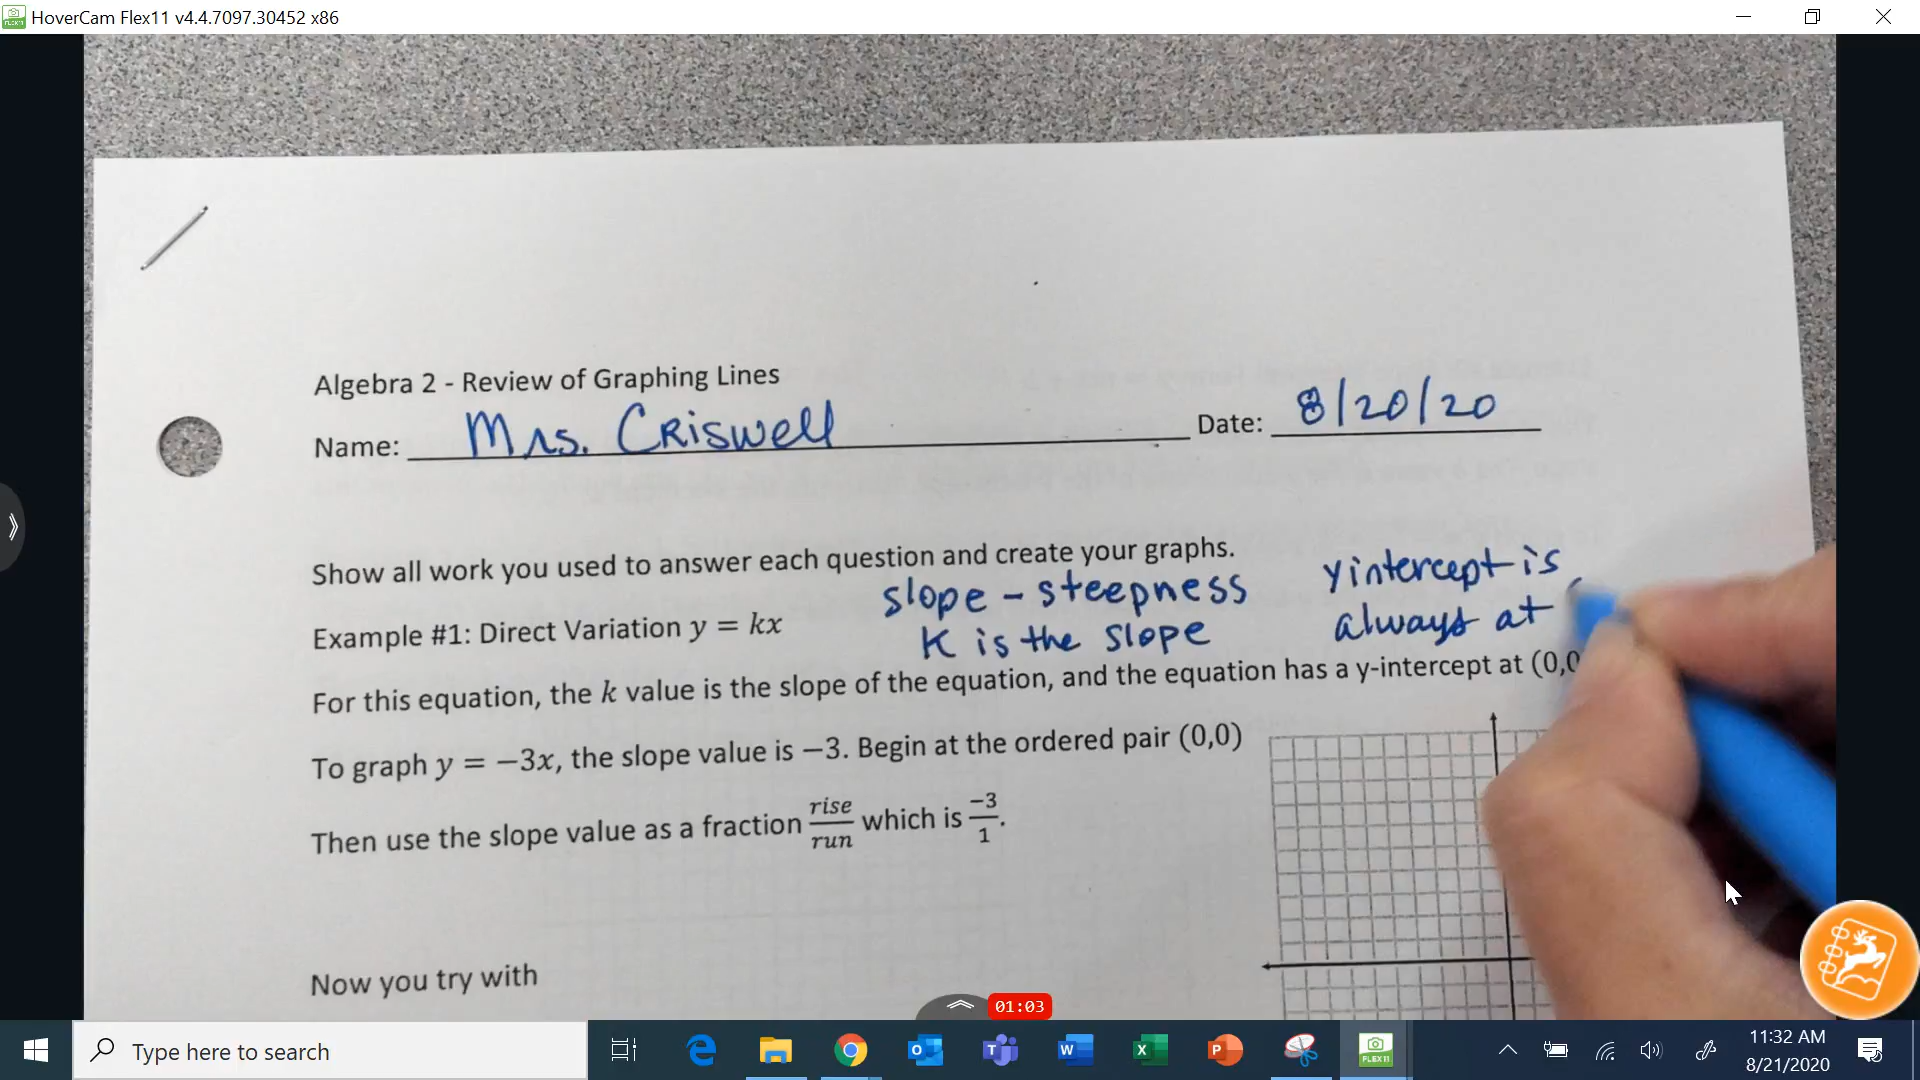 HoverCam Flex11 v4.4.7097.30452 x86
Algebra 2 - Review of Graphing Lines
Name: Mrs. Criswell Date: 8/20/20
Show all work you used to answer each question and create your graphs.
slope - steepness
y intercept is
Example #1: Direct Variation y = kx
K is the slope
always at (
For this equation, the k value is the slope of the equation, and the equation has a y-intercept at (0,0
To graph y = −3x, the slope value is −3. Begin at the ordered pair (0,0)
Then use the slope value as a fraction rise/run which is −3/1.
Now you try with
01:03
Type here to search
11:32 AM
8/21/2020
FLEX11